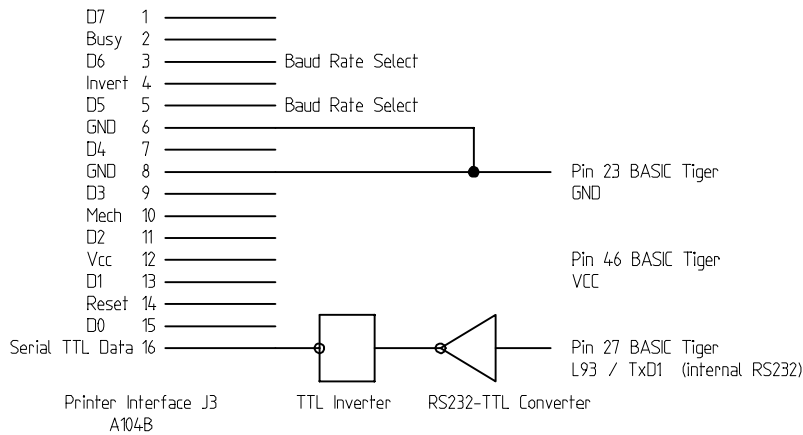 D7 1
Busy 2
D6 3 Baud Rate Select
Invert 4
D5 5 Baud Rate Select
GND 6
D4 7
GND 8 Pin 23 BASIC Tiger
D3 9 GND
Mech 10
D2 11
Vcc 12 Pin 46 BASIC Tiger
D1 13 VCC
Reset 14
D0 15
Serial TTL Data 16 Pin 27 BASIC Tiger
L93 / TxD1 (internal RS232)
Printer Interface J3 TTL Inverter RS232-TTL Converter
A104B